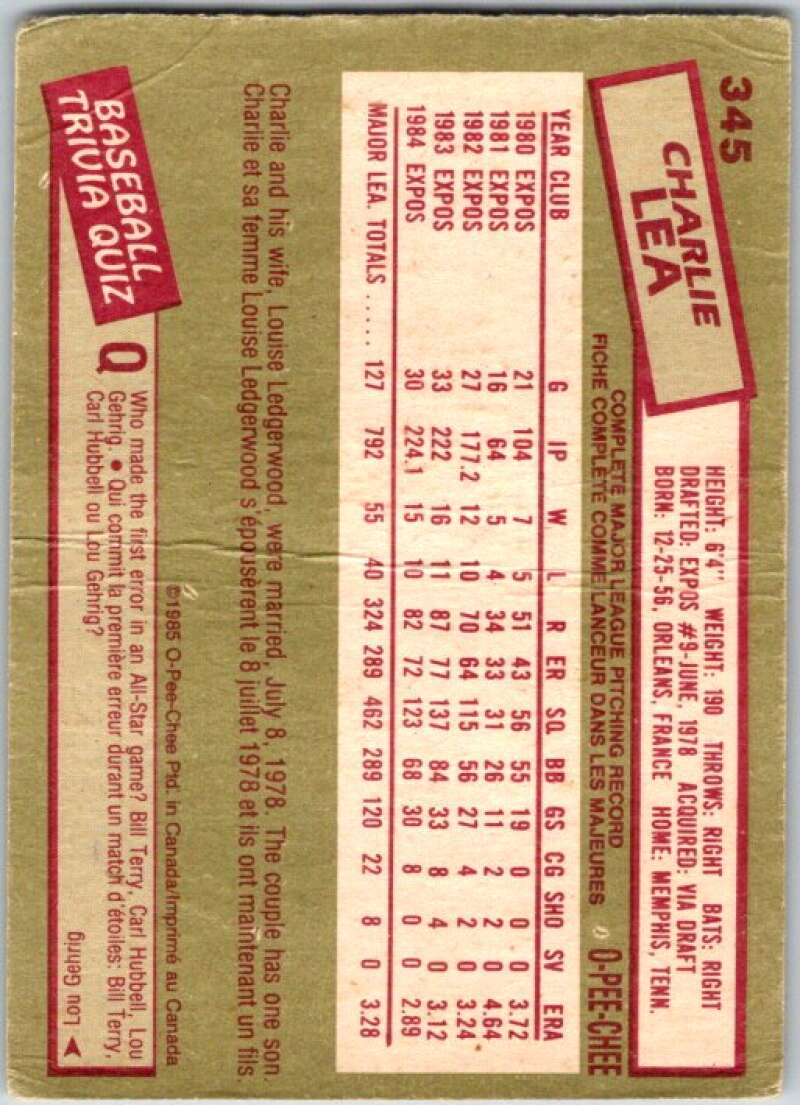 345
CHARLIE
LEA
HEIGHT: 6'4" WEIGHT: 190 THROWS: RIGHT BATS: RIGHT
DRAFTED: EXPOS #9-JUNE, 1978 ACQUIRED: VIA DRAFT
BORN: 12-25-56, ORLEANS, FRANCE HOME: MEMPHIS, TENN.
COMPLETE MAJOR LEAGUE PITCHING RECORD
FICHE COMPLÈTE COMME LANCEUR DANS LES MAJEURES
O-PEE-CHEE
YEAR CLUB G IP W L R ER SO BB GS CG SHO SV ERA
1980 EXPOS 21 104 7 5 51 43 56 55 19 0 0 0 3.72
1981 EXPOS 16 64 5 4 34 33 31 26 11 2 2 0 4.64
1982 EXPOS 27 177.2 12 10 70 64 115 56 27 4 2 0 3.24
1983 EXPOS 33 222 16 11 87 77 137 84 33 8 4 0 3.12
1984 EXPOS 30 224.1 15 10 82 72 123 68 30 8 0 0 2.89
MAJOR LEA. TOTALS ..... 127 792 55 40 324 289 462 289 120 22 8 0 3.28
Charlie and his wife, Louise Ledgerwood, were married, July 8, 1978. The couple has one son.
Charlie et sa femme Louise Ledgerwood s'épousèrent le 8 juillet 1978 et ils ont maintenant un fils.
©1985 O-Pee-Chee Ptd. in Canada/Imprimé au Canada
BASEBALL
TRIVIA QUIZ
Q
Who made the first error in an All-Star game? Bill Terry, Carl Hubbell, Lou
Gehrig. • Qui commit la première erreur durant un match d'étoiles: Bill Terry,
Carl Hubbell ou Lou Gehrig?
Lou Gehrig